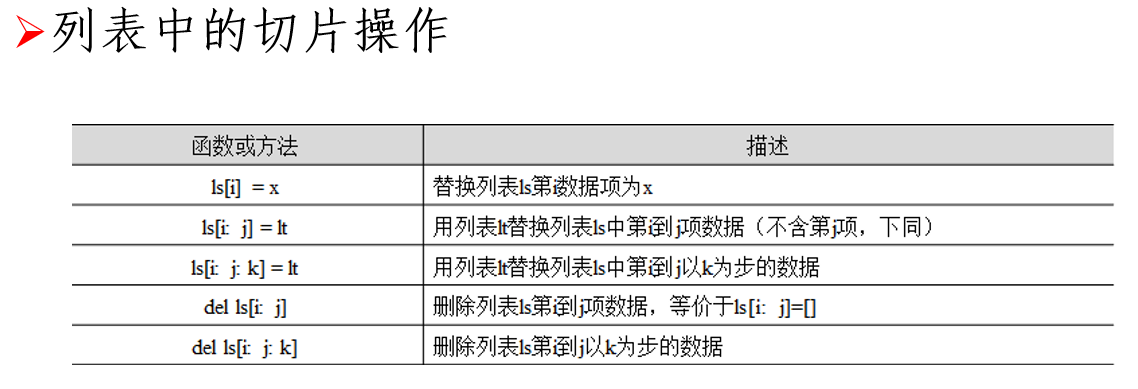 ➢列表中的切片操作
函数或方法 描述
ls[i] = x 替换列表ls第i数据项为x
ls[i: j] = lt 用列表lt替换列表ls中第i到j项数据（不含第j项，下同）
ls[i: j: k] = lt 用列表lt替换列表ls中第i到j以k为步的数据
del ls[i: j] 删除列表ls第i到j项数据，等价于ls[i: j]=[]
del ls[i: j: k] 删除列表ls第i到j以k为步的数据